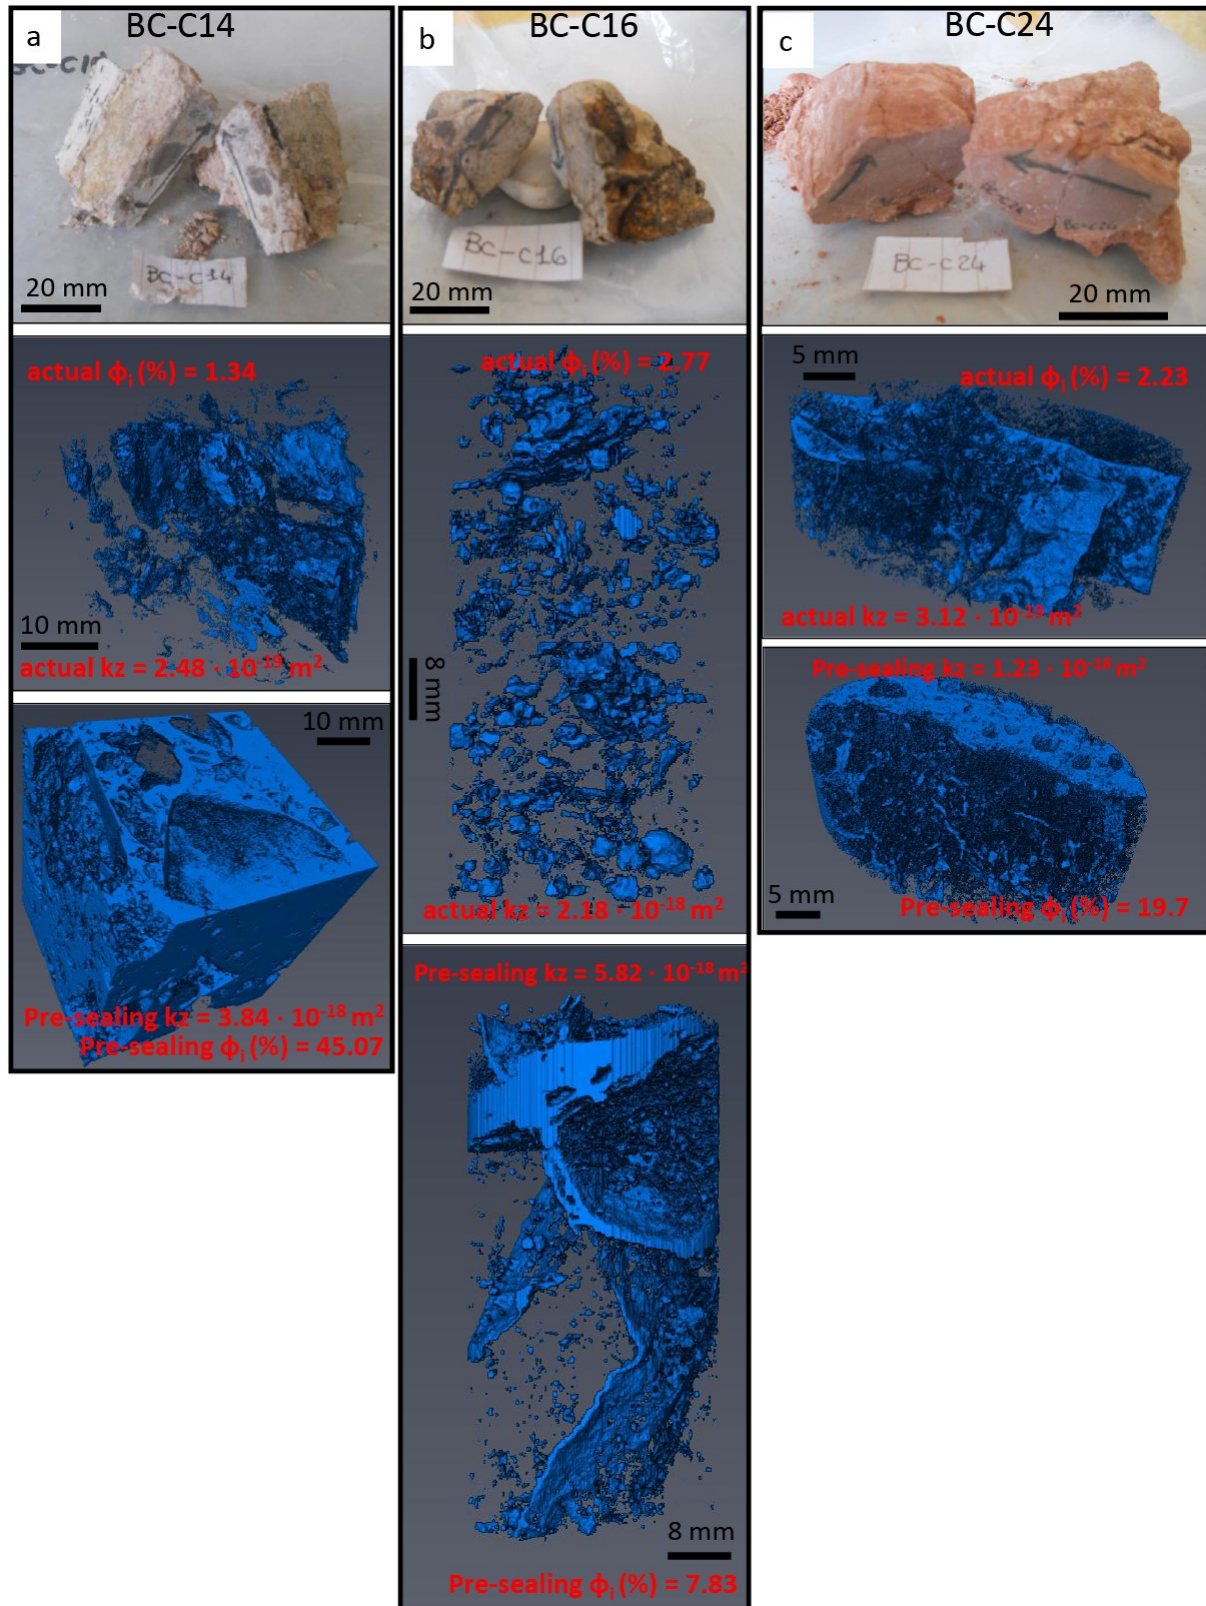 a
BC-C14
BC-C14
20 mm
actual ϕᵢ (%) = 1.34
10 mm
actual kz = 2.48 · 10⁻¹⁹ m²
10 mm
Pre-sealing kz = 3.84 · 10⁻¹⁸ m²
Pre-sealing ϕᵢ (%) = 45.07
b
BC-C16
BC-C16
20 mm
actual ϕᵢ (%) = 2.77
8 mm
actual kz = 2.18 · 10⁻¹⁸ m²
Pre-sealing kz = 5.82 · 10⁻¹⁸ m²
8 mm
Pre-sealing ϕᵢ (%) = 7.83
c
BC-C24
BC-C24
20 mm
5 mm
actual ϕᵢ (%) = 2.23
actual kz = 3.12 · 10⁻¹⁹ m²
Pre-sealing kz = 1.23 · 10⁻¹⁸ m²
5 mm
Pre-sealing ϕᵢ (%) = 19.7